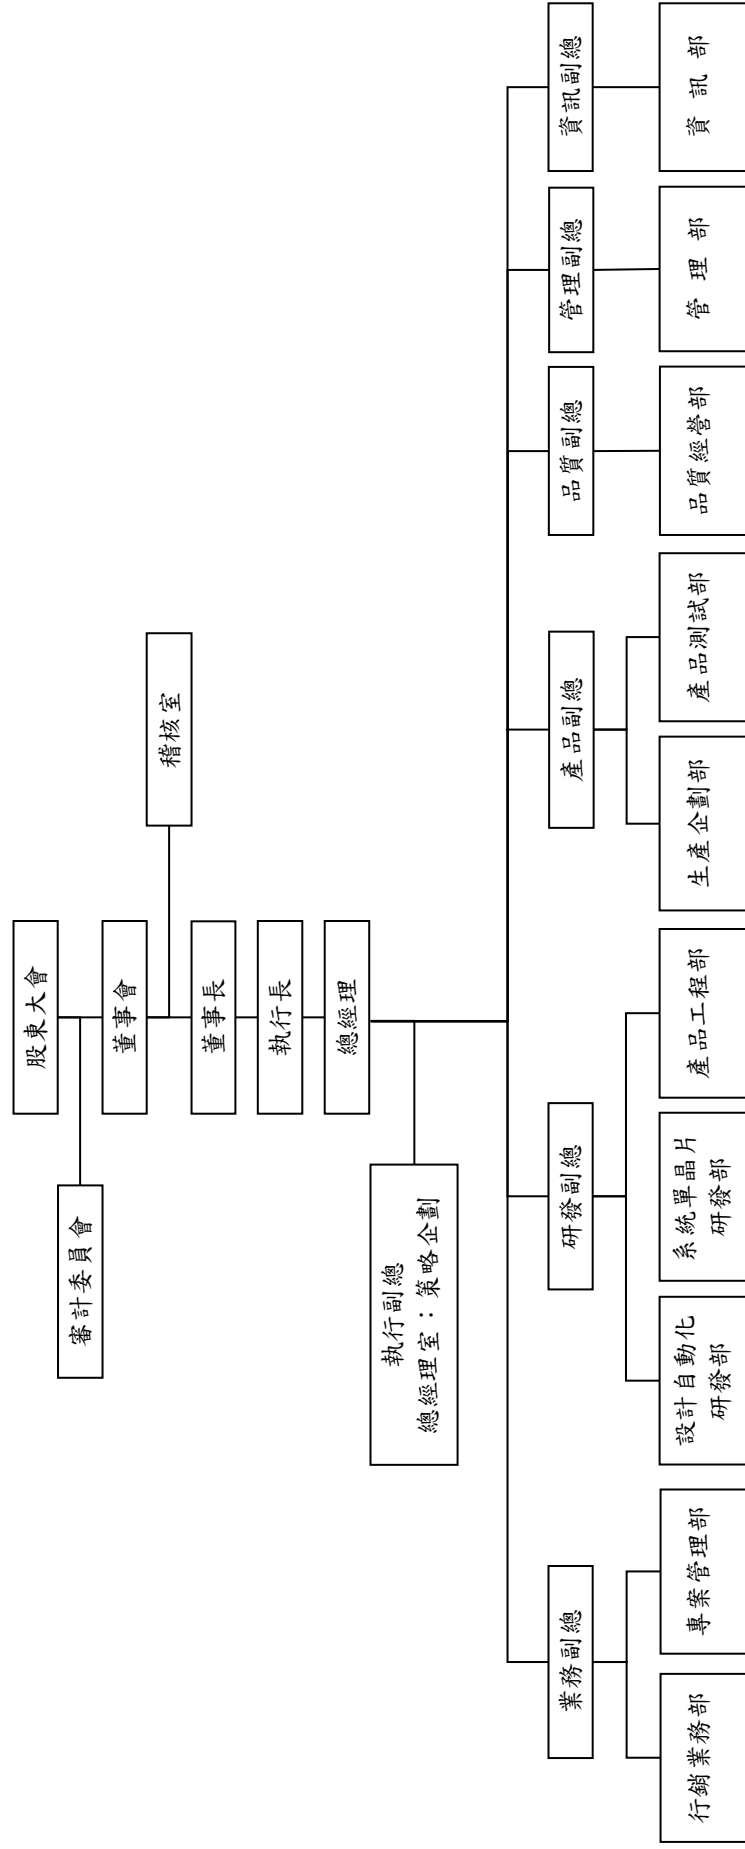 股東大會
審計委員會
董事會
稽核室
董事長
執行長
總經理
執行副總
總經理室：策略企劃
業務副總
研發副總
產品副總
品質副總
管理副總
資訊副總
行銷業務部
專案管理部
設計自動化
研發部
系統單晶片
研發部
產品工程部
生產企劃部
產品測試部
品質經營部
管理部
資訊部